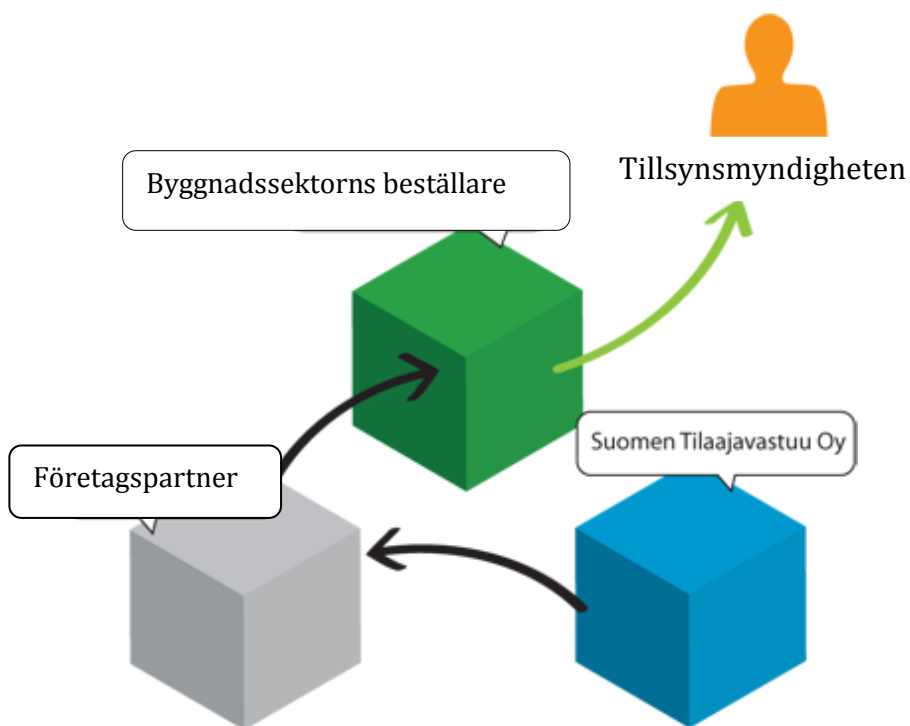 Tillsynsmyndigheten
Byggnadssektorns beställare
Suomen Tilaajavastuu Oy
Företagspartner